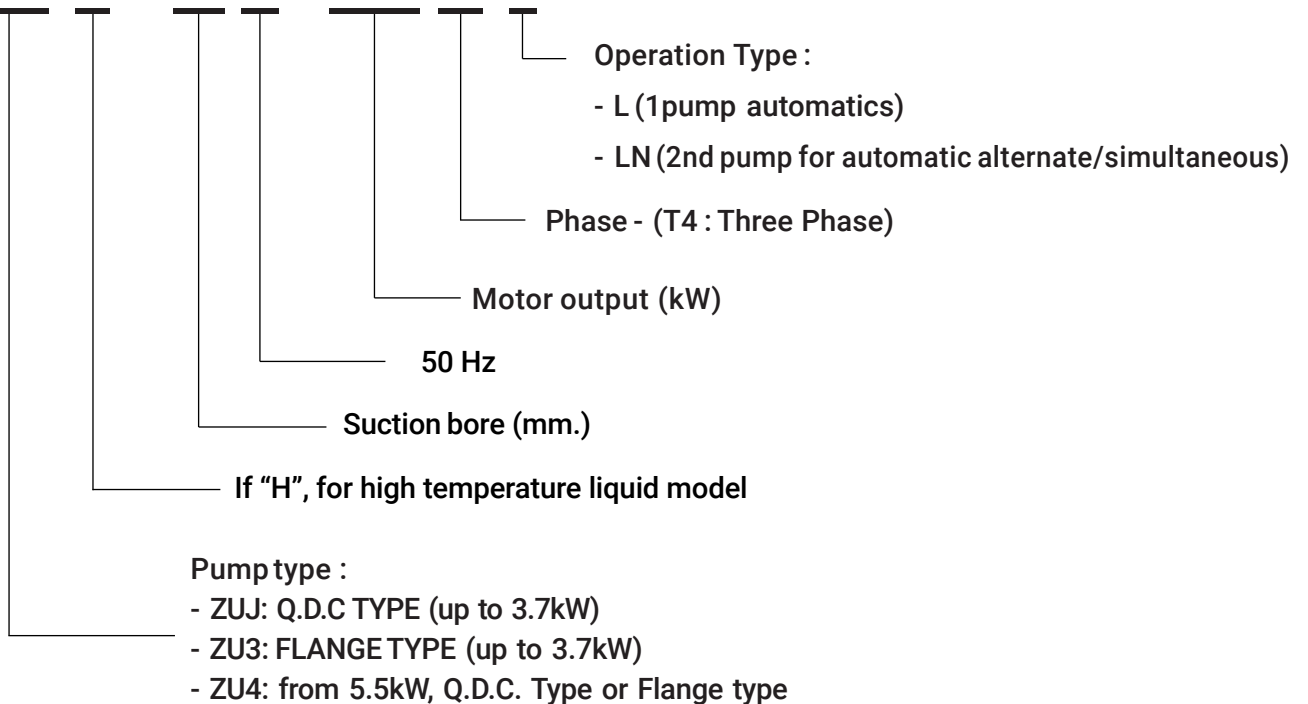 Operation Type :
- L (1pump automatics)
- LN (2nd pump for automatic alternate/simultaneous)
Phase - (T4 : Three Phase)
Motor output (kW)
50 Hz
Suction bore (mm.)
If “H”, for high temperature liquid model
Pump type :
- ZUJ: Q.D.C TYPE (up to 3.7kW)
- ZU3: FLANGE TYPE (up to 3.7kW)
- ZU4: from 5.5kW, Q.D.C. Type or Flange type